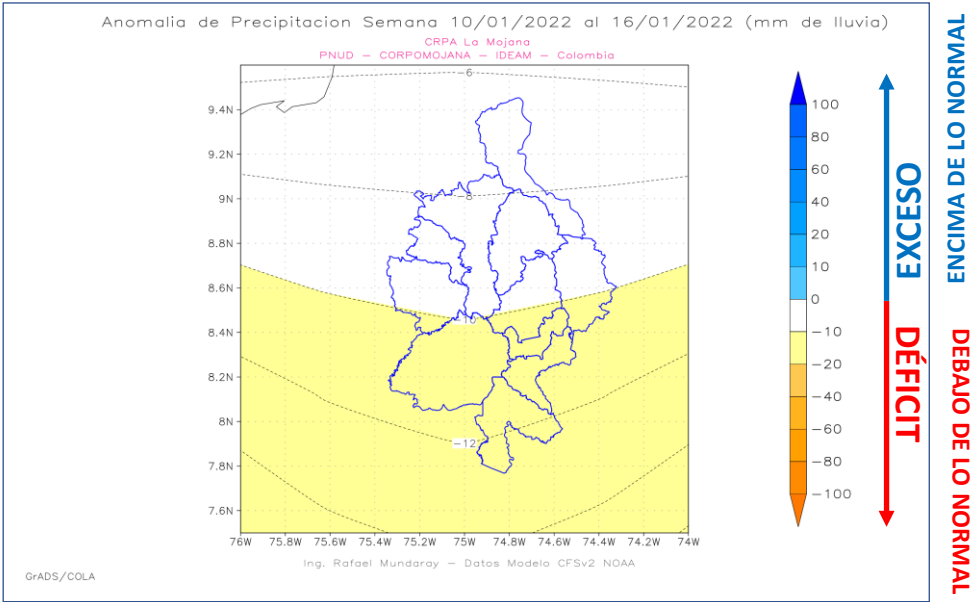 Anomalia de Precipitacion Semana 10/01/2022 al 16/01/2022 (mm de lluvia)
CRPA La Mojana
PNUD – CORPOMOJANA – IDEAM – Colombia
9.4N
9.2N
9N
8.8N
8.6N
8.4N
8.2N
8N
7.8N
7.6N
–6
–8
–10
–12
76W 75.8W 75.6W 75.4W 75.2W 75W 74.8W 74.6W 74.4W 74.2W 74W
Ing. Rafael Mundaray – Datos Modelo CFSv2 NOAA
GrADS/COLA
100
80
60
40
20
10
0
–10
–20
–40
–60
–80
–100
EXCESO
DÉFICIT
ENCIMA DE LO NORMAL
DEBAJO DE LO NORMAL